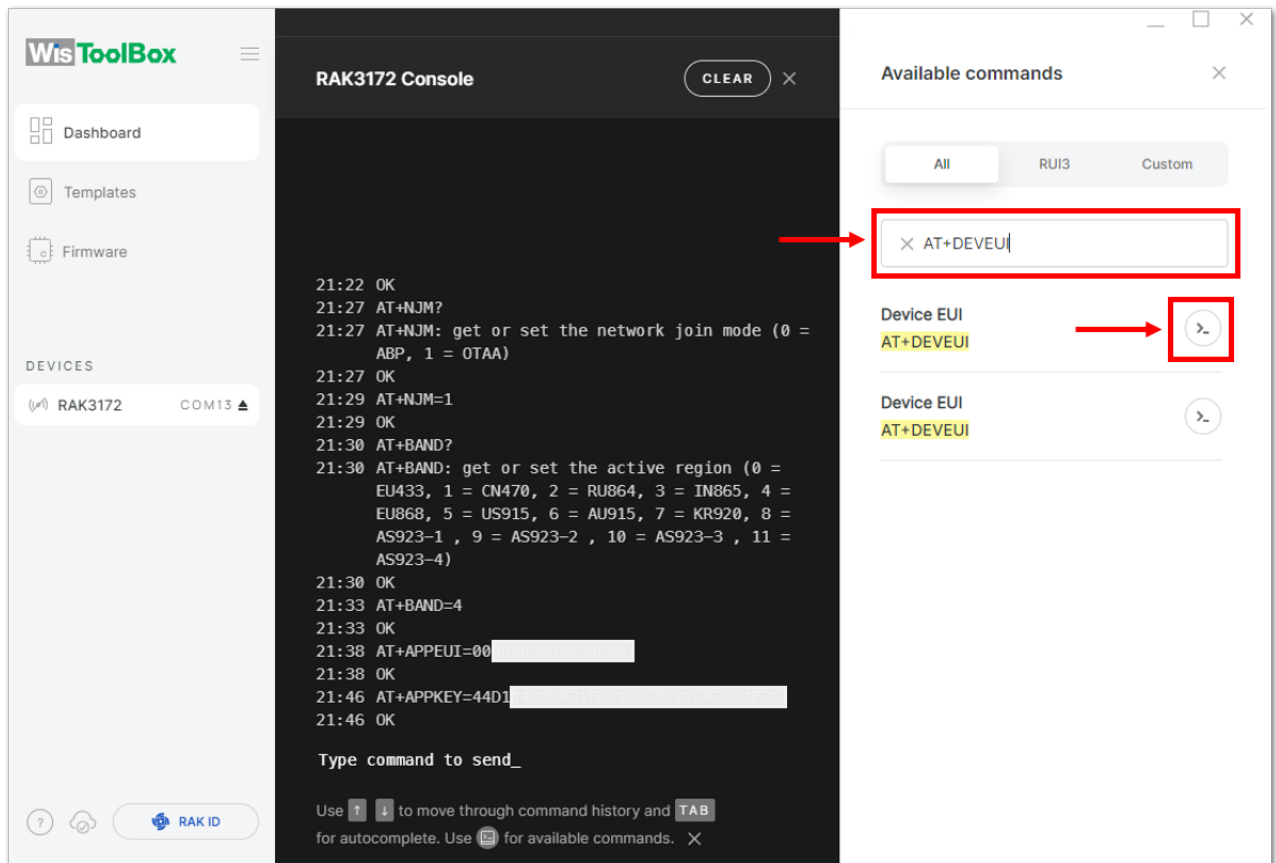 WisToolBox
Dashboard
Templates
Firmware
DEVICES
RAK3172 COM13
? RAK ID
RAK3172 Console CLEAR
21:22 OK
21:27 AT+NJM?
21:27 AT+NJM: get or set the network join mode (0 =
ABP, 1 = OTAA)
21:27 OK
21:29 AT+NJM=1
21:29 OK
21:30 AT+BAND?
21:30 AT+BAND: get or set the active region (0 =
EU433, 1 = CN470, 2 = RU864, 3 = IN865, 4 =
EU868, 5 = US915, 6 = AU915, 7 = KR920, 8 =
AS923-1 , 9 = AS923-2 , 10 = AS923-3 , 11 =
AS923-4)
21:30 OK
21:33 AT+BAND=4
21:33 OK
21:38 AT+APPEUI=00
21:38 OK
21:46 AT+APPKEY=44D1
21:46 OK
Type command to send_
Use ↑ ↓ to move through command history and TAB
for autocomplete. Use for available commands.
Available commands
All RUI3 Custom
AT+DEVEUI
Device EUI
AT+DEVEUI
Device EUI
AT+DEVEUI